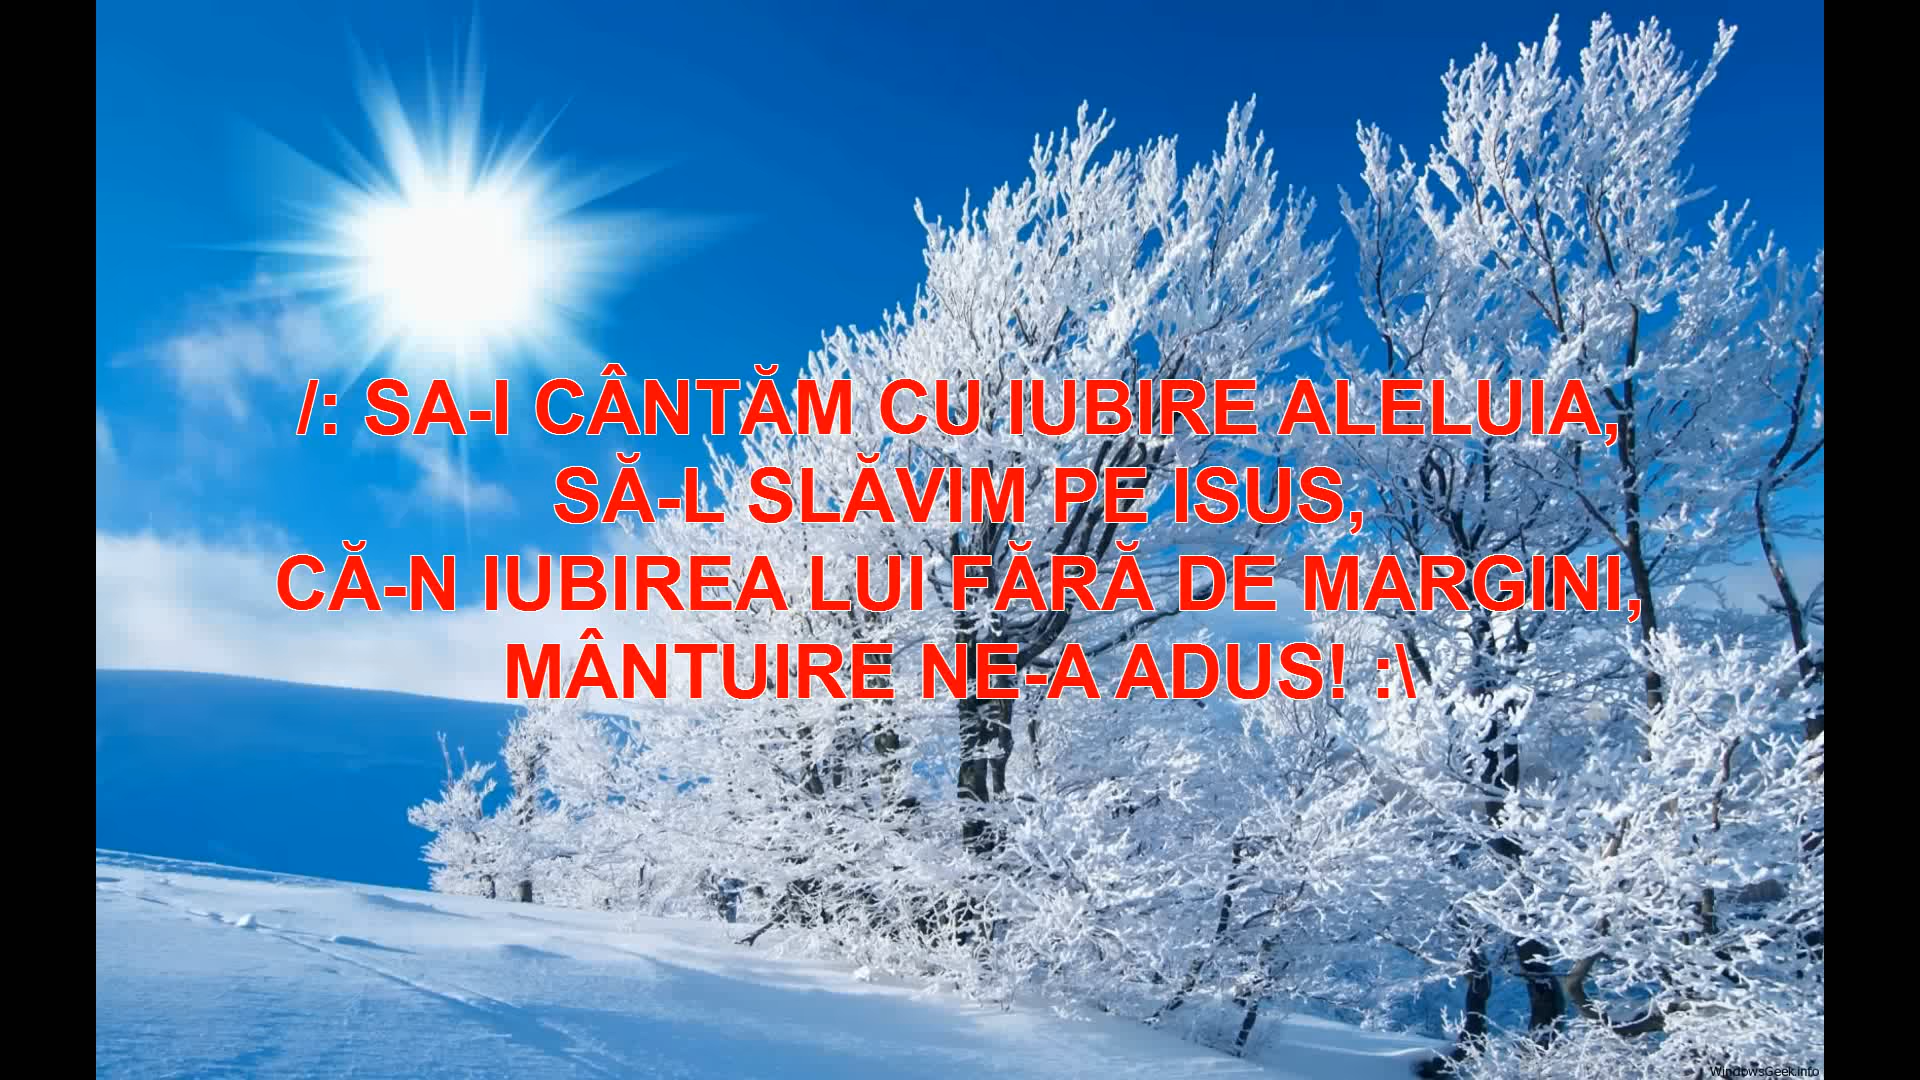 /: SA-I CÂNTĂM CU IUBIRE ALELUIA,
SĂ-L SLĂVIM PE ISUS,
CĂ-N IUBIREA LUI FĂRĂ DE MARGINI,
MÂNTUIRE NE-A ADUS! :\
WindowsGeek.info